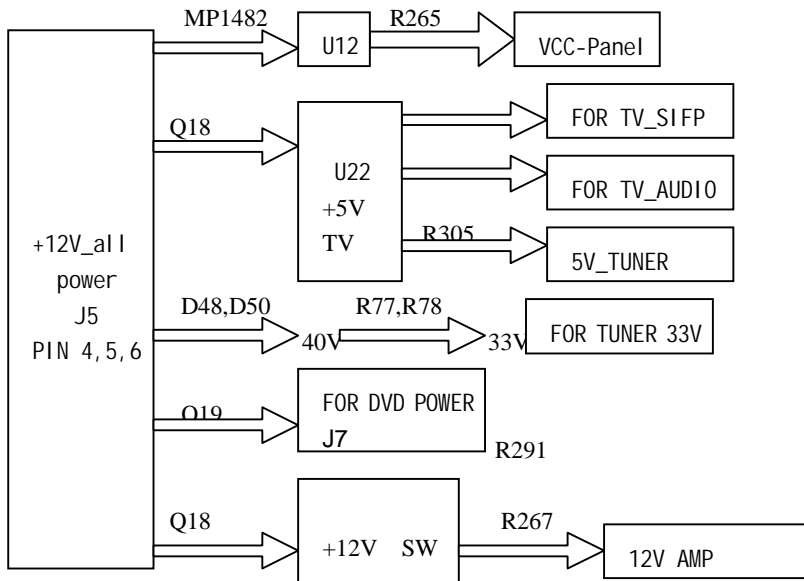 MP1482
R265
U12
VCC-Panel
Q18
FOR TV_SIFP
U22
+5V
TV
FOR TV_AUDIO
R305
5V_TUNER
+12V_all
power
J5
PIN 4,5,6
D48,D50
40V
R77,R78
33V
FOR TUNER 33V
Q19
FOR DVD POWER
J7
R291
Q18
+12V SW
R267
12V AMP